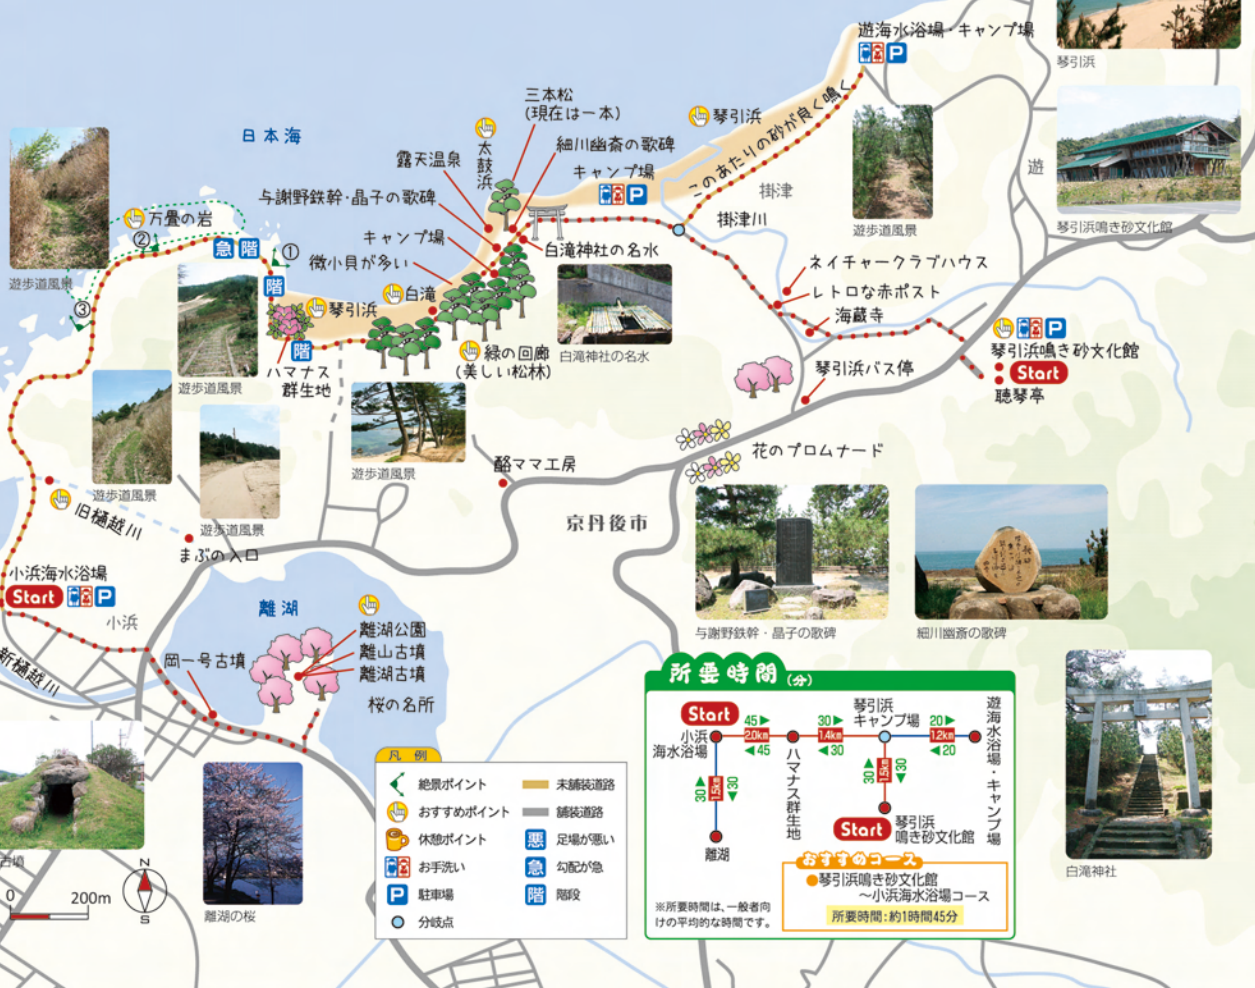 遊海水浴場・キャンプ場
P
琴引浜
三本松
(現在は一本)
琴引浜
このあたりの砂が良く鳴く
日本海
太鼓浜
細川幽斎の歌碑
露天温泉
キャンプ場
P
掛津
遊
与謝野鉄幹・晶子の歌碑
万畳の岩
掛津川
遊歩道風景
琴引浜鳴き砂文化館
②
急
階
①
キャンプ場
白滝神社の名水
微小貝が多い
ネイチャークラブハウス
遊歩道風景
階
白滝
レトロな赤ポスト
③
琴引浜
海蔵寺
P
白滝神社の名水
階
緑の回廊
(美しい松林)
琴引浜鳴き砂文化館
Start
聴琴亭
ハマナス
群生地
琴引浜バス停
遊歩道風景
花のプロムナード
酪ママ工房
遊歩道風景
遊歩道風景
旧樋越川
遊歩道風景
京丹後市
まぶの入口
小浜海水浴場
Start
P
小浜
離湖
離湖公園
離山古墳
離湖古墳
与謝野鉄幹・晶子の歌碑
細川幽斎の歌碑
新樋越川
岡一号古墳
桜の名所
所要時間(分)
Start
小浜
海水浴場
45
2.0km
45
ハマナス群生地
30
1.4km
30
琴引浜
キャンプ場
20
1.2km
20
遊海水浴場・キャンプ場
30
1.5km
30
離湖
30
1.5km
30
Start
琴引浜
鳴き砂文化館
おすすめコース
琴引浜鳴き砂文化館
~小浜海水浴場コース
所要時間:約1時間45分
※所要時間は、一般者向
けの平均的な時間です。
凡例
絶景ポイント
未舗装道路
おすすめポイント
舗装道路
休憩ポイント
悪
足場が悪い
お手洗い
急
勾配が急
P
駐車場
階
階段
分岐点
古墳
N
S
0
200m
離湖の桜
白滝神社